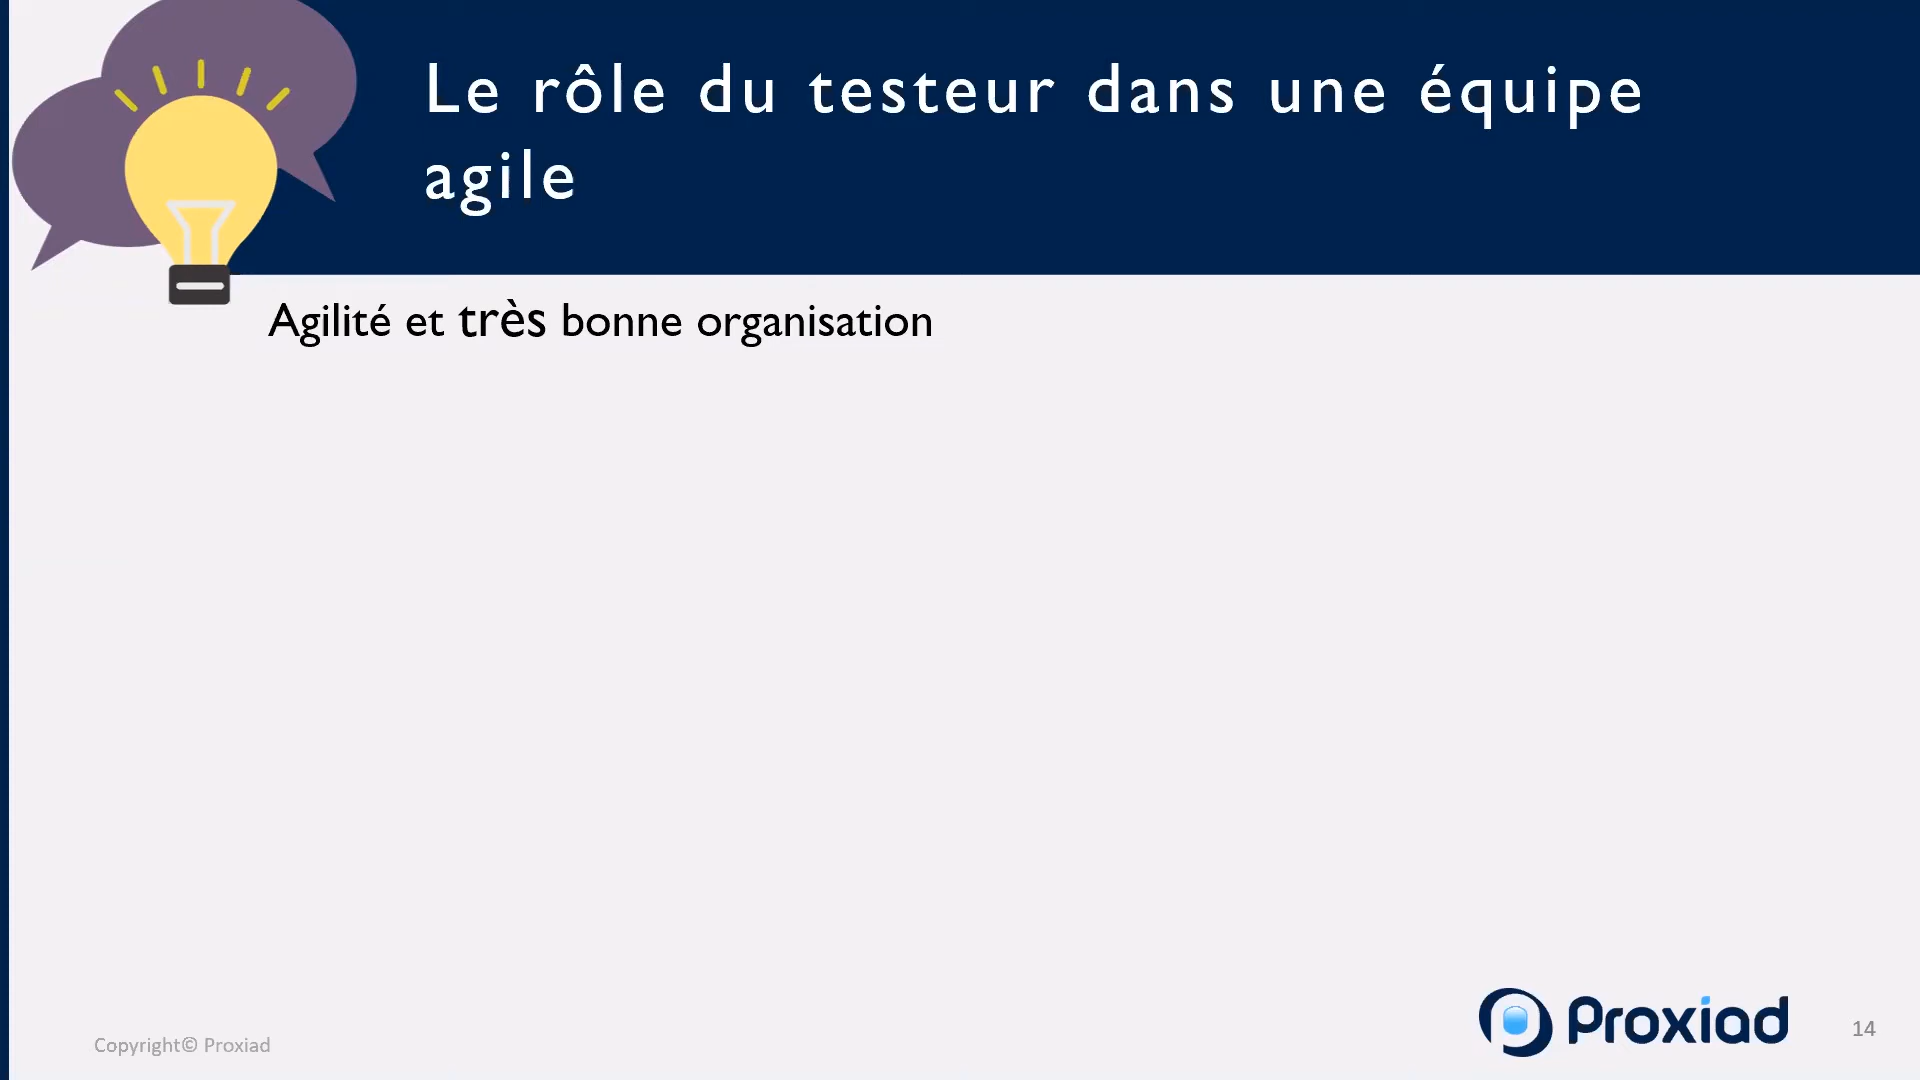 Le rôle du testeur dans une équipe
agile
Agilité et très bonne organisation
Copyright© Proxiad
Proxiad
14